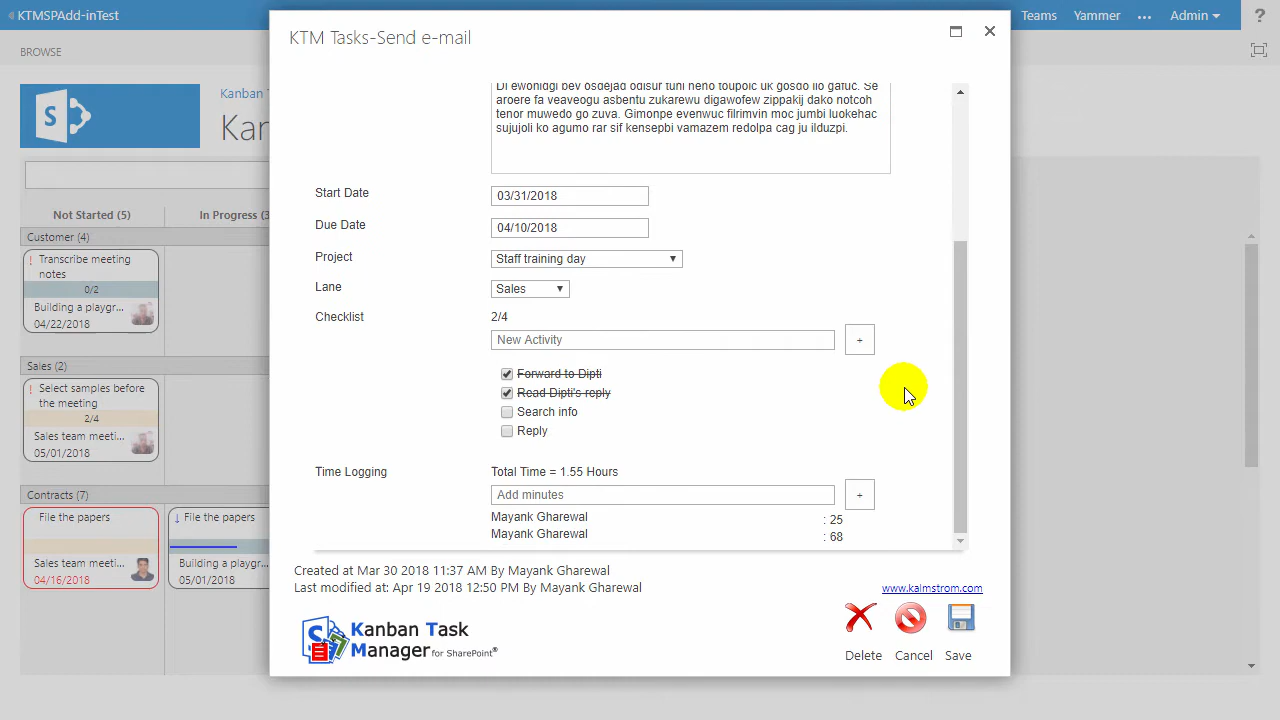 KTMSPAdd-inTest
Teams
Yammer
...
Admin
?
BROWSE
KTM Tasks-Send e-mail
Kanban T
Kan
Not Started (5)
In Progress (3
Customer (4)
! Transcribe meeting
notes
0/2
Building a playgr...
04/22/2018
Sales (2)
! Select samples before
the meeting
2/4
Sales team meeti...
05/01/2018
Contracts (7)
File the papers
Sales team meeti...
04/16/2018
↓ File the papers
Building a playg
05/01/2018
Di ewonidgi bev osdejad odisur tuni neno toupoic uk gosdo ilo gafuc. Se
aroere fa veaveogu asbentu zukarewu digawofew zippakij dako notcoh
tenor muwedo go zuva. Gimonpe evenwuc filrimvin moc jumbi luokehac
sujujoli ko agumo rar sif kensepbi vamazem redolpa cag ju ilduzpi.
Start Date
03/31/2018
Due Date
04/10/2018
Project
Staff training day
Lane
Sales
Checklist
2/4
New Activity
+
Forward to Dipti
Read Dipti's reply
Search info
Reply
Time Logging
Total Time = 1.55 Hours
Add minutes
+
Mayank Gharewal : 25
Mayank Gharewal : 68
Created at Mar 30 2018 11:37 AM By Mayank Gharewal
Last modified at: Apr 19 2018 12:50 PM By Mayank Gharewal
www.kalmstrom.com
Kanban Task
Manager for SharePoint®
Delete
Cancel
Save